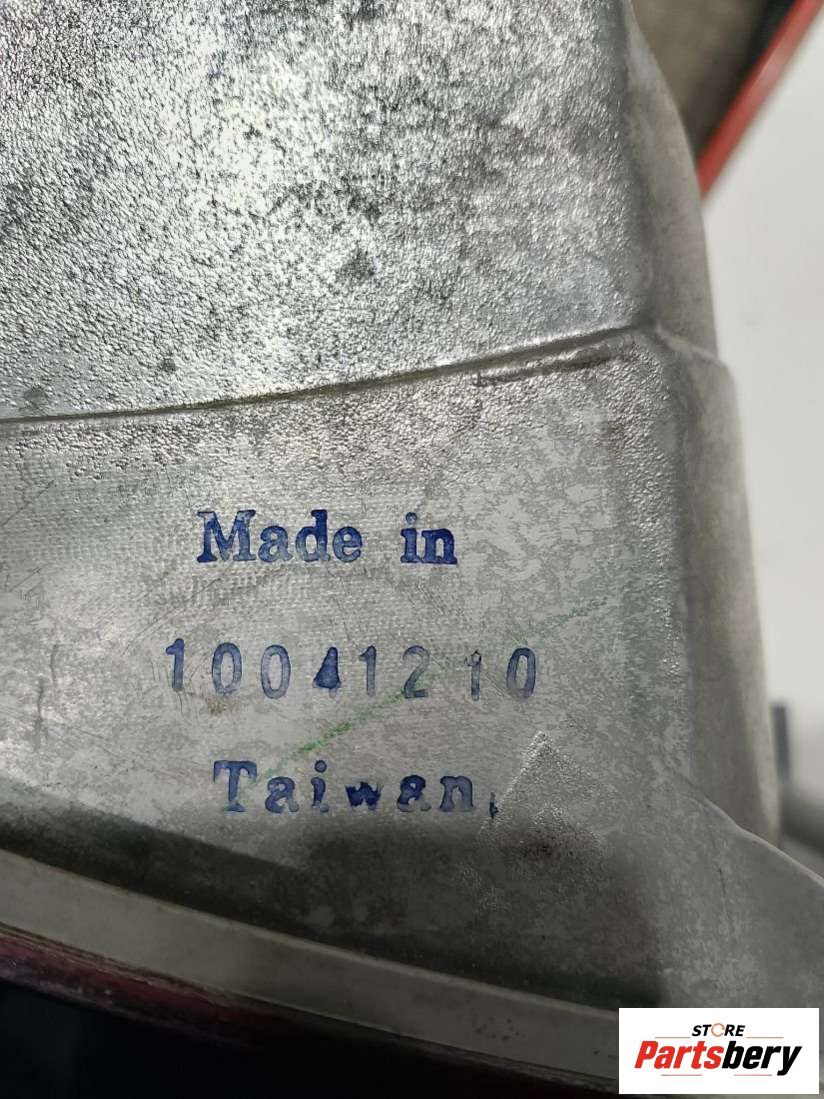 Made in
10041210
Taiwan,
STORE
Partsbery